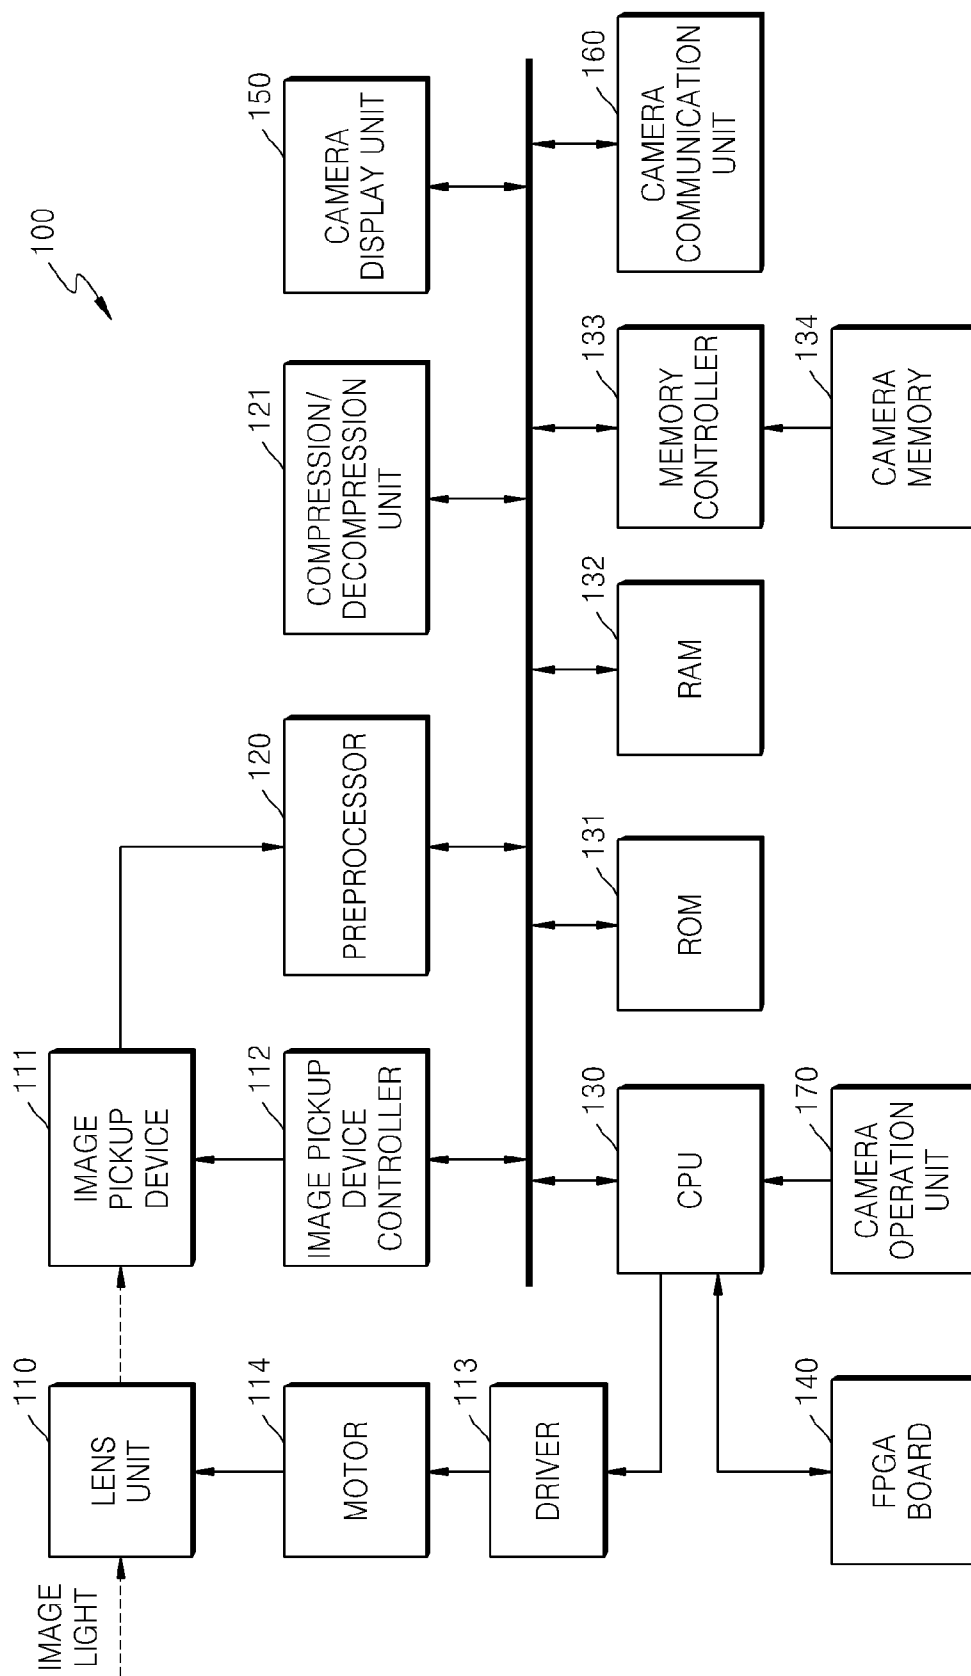 100
IMAGE
LIGHT
110
LENS
UNIT
111
IMAGE
PICKUP
DEVICE
114
MOTOR
112
IMAGE PICKUP
DEVICE
CONTROLLER
120
PREPROCESSOR
121
COMPRESSION/
DECOMPRESSION
UNIT
150
CAMERA
DISPLAY UNIT
113
DRIVER
130
CPU
131
ROM
132
RAM
133
MEMORY
CONTROLLER
160
CAMERA
COMMUNICATION
UNIT
140
FPGA
BOARD
170
CAMERA
OPERATION
UNIT
134
CAMERA
MEMORY